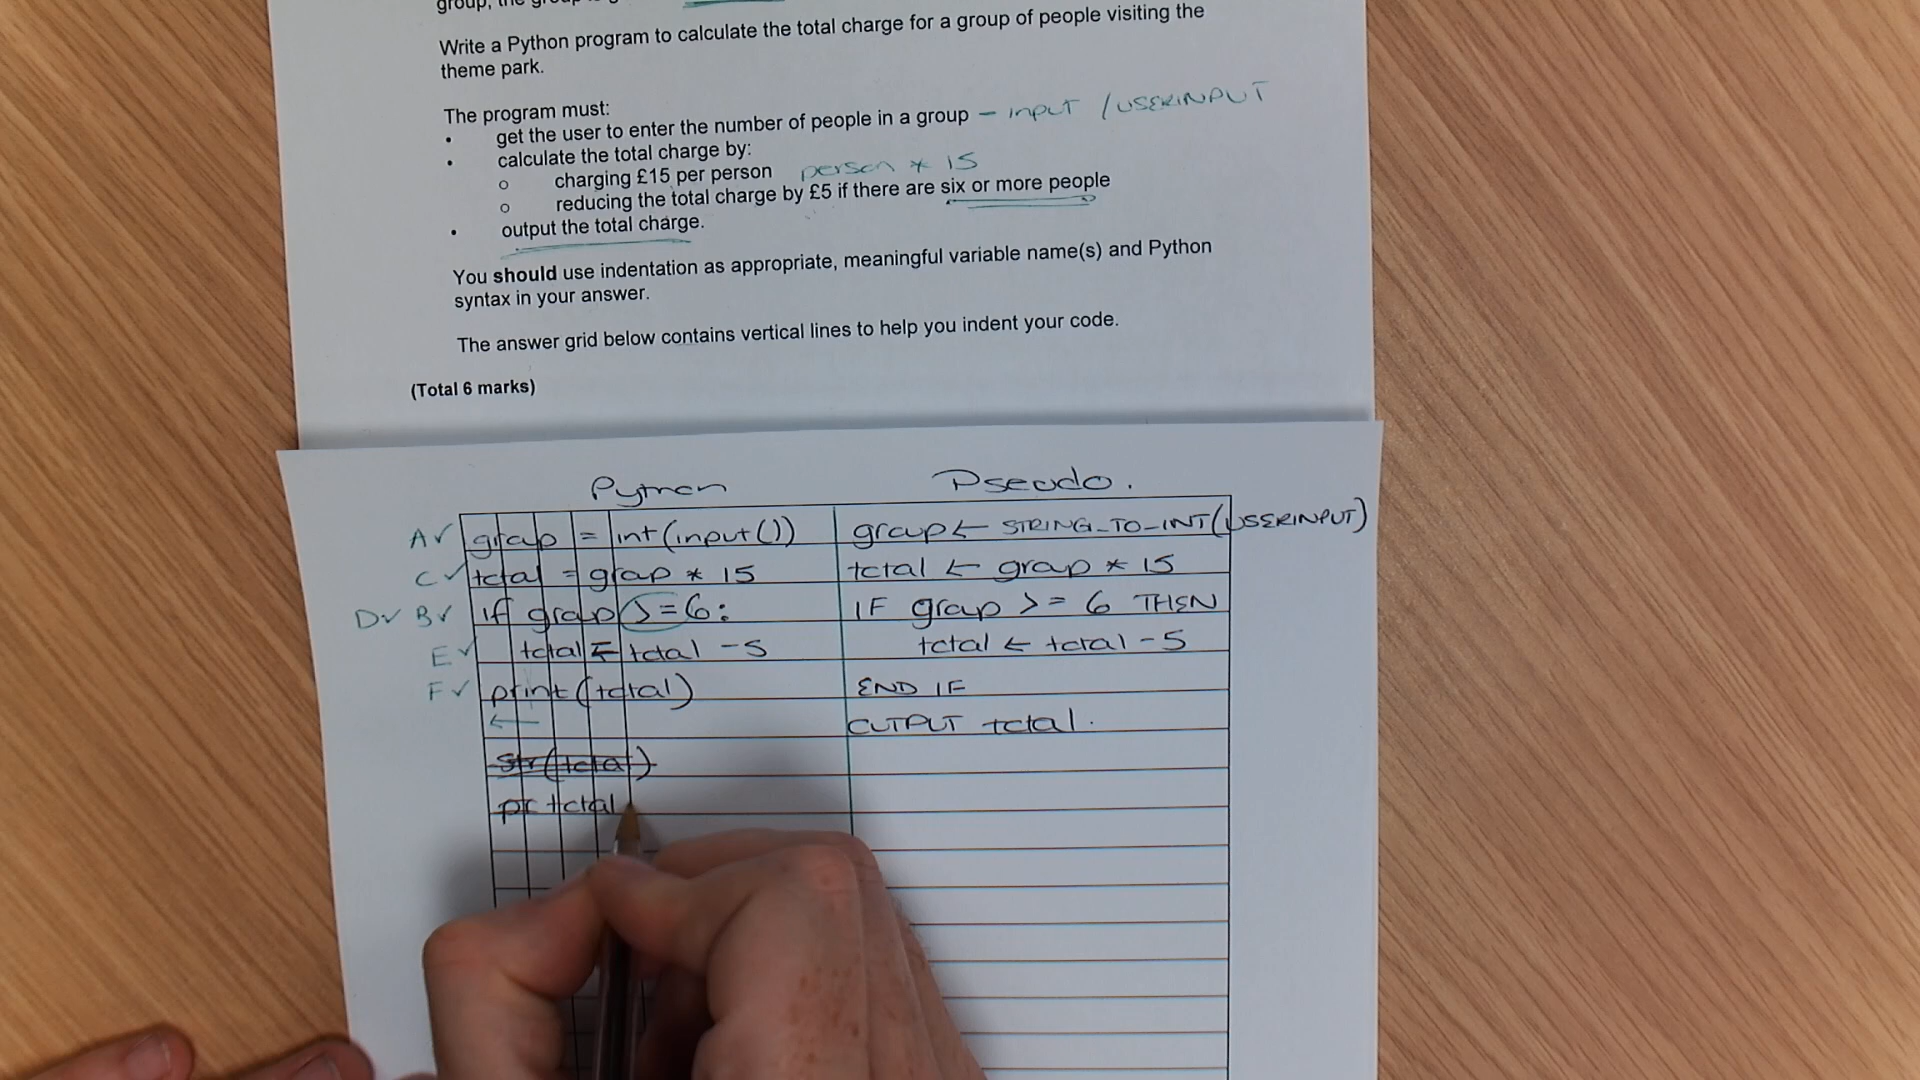 Write a Python program to calculate the total charge for a group of people visiting the
theme park.
The program must:
• get the user to enter the number of people in a group - INPUT / USERINPUT
• calculate the total charge by:
o charging £15 per person person * 15
o reducing the total charge by £5 if there are six or more people
• output the total charge.
You should use indentation as appropriate, meaningful variable name(s) and Python
syntax in your answer.
The answer grid below contains vertical lines to help you indent your code.
(Total 6 marks)
Python Pseudo.
A✓ group = int(input()) group ← STRING_TO_INT(USERINPUT)
C✓ total = group * 15 total ← group * 15
D✓ B✓ if group >= 6: IF group >= 6 THEN
E✓ total = total - 5 total ← total - 5
F✓ print(total) END IF
← OUTPUT total.
str(total)
pr total